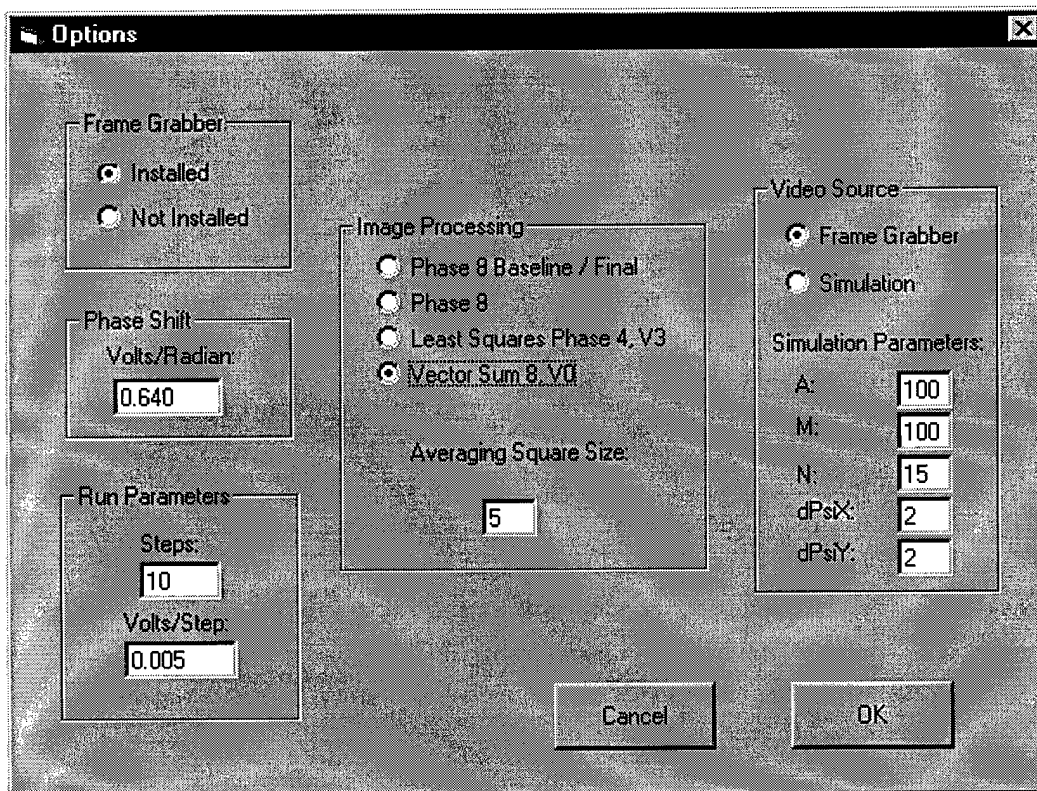 Options
Frame Grabber
Installed
Not Installed
Phase Shift
Volts/Radian:
0.640
Run Parameters
Steps:
10
Volts/Step:
0.005
Image Processing
Phase 8 Baseline / Final
Phase 8
Least Squares Phase 4, V3
Vector Sum 8, V0
Averaging Square Size:
5
Video Source
Frame Grabber
Simulation
Simulation Parameters:
A: 100
M: 100
N: 15
dPsiX: 2
dPsiY: 2
Cancel
OK